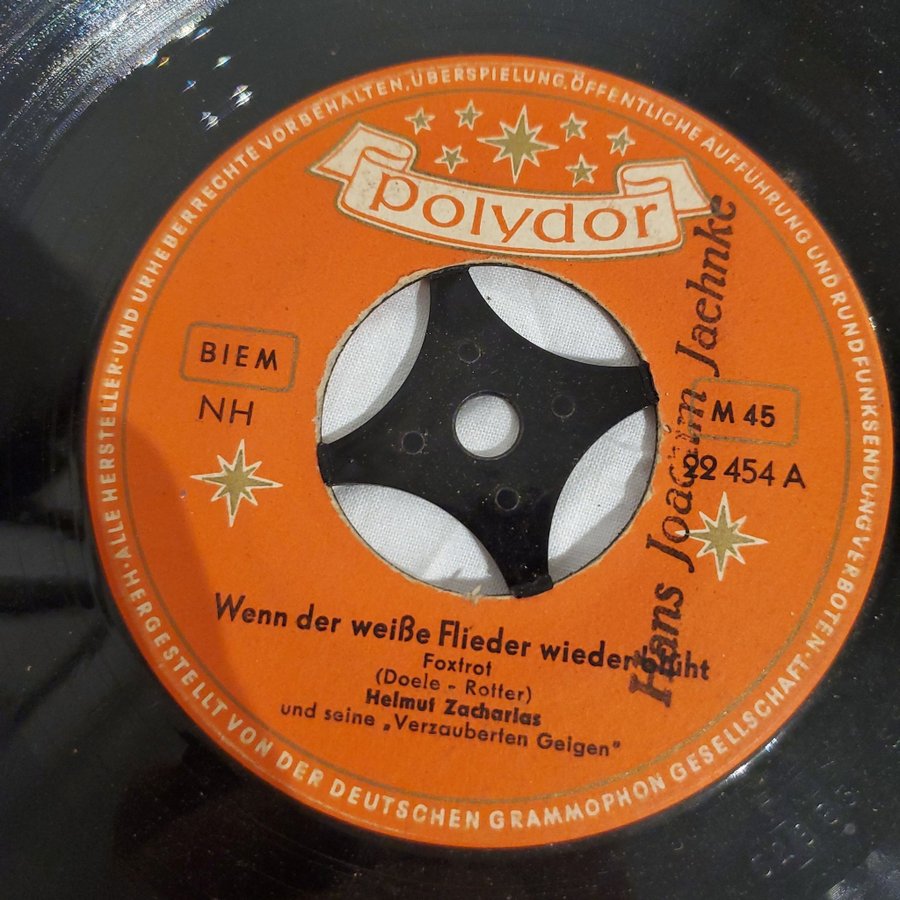 polydor
BIEM
NH
M 45
22 454 A
Hans Joachim Jachnke
Wenn der weiße Flieder wieder blüht
Foxtrot
(Doele - Rotter)
Helmut Zacharias
und seine „Verzauberten Geigen"
HERGESTELLT VON DER DEUTSCHEN GRAMMOPHON GESELLSCHAFT · ALLE HERSTELLER- UND URHEBERRECHTE VORBEHALTEN, ÜBERSPIELUNG, ÖFFENTLICHE AUFFÜHRUNG UND RUNDFUNKSENDUNG VERBOTEN